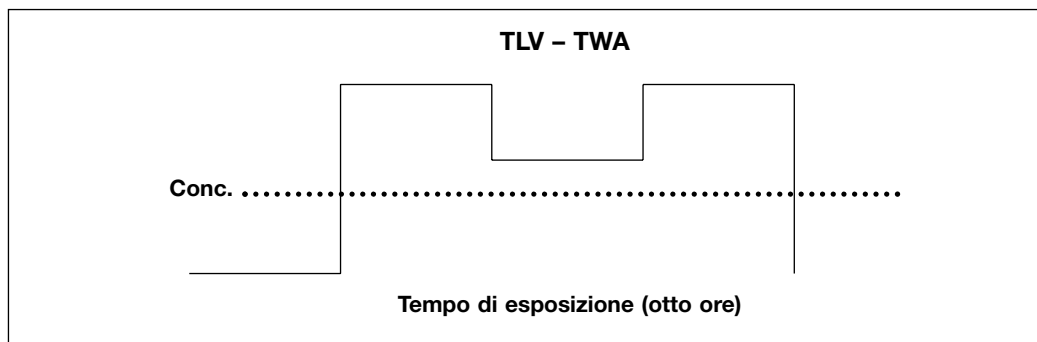 TLV – TWA
Conc.
Tempo di esposizione (otto ore)